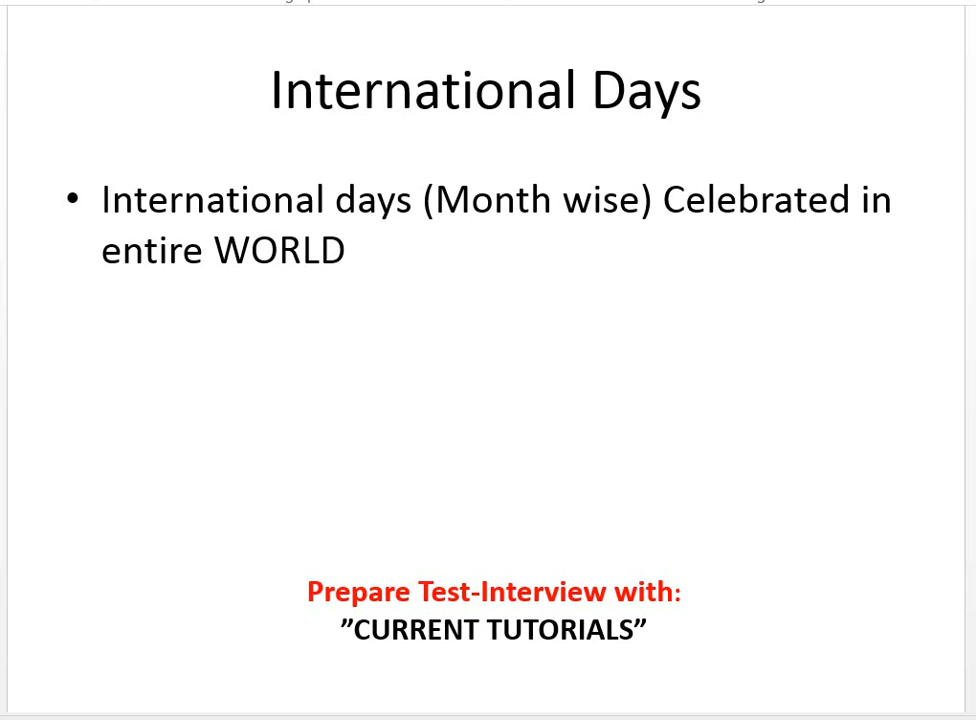 International Days
• International days (Month wise) Celebrated in
entire WORLD
Prepare Test-Interview with:
”CURRENT TUTORIALS”